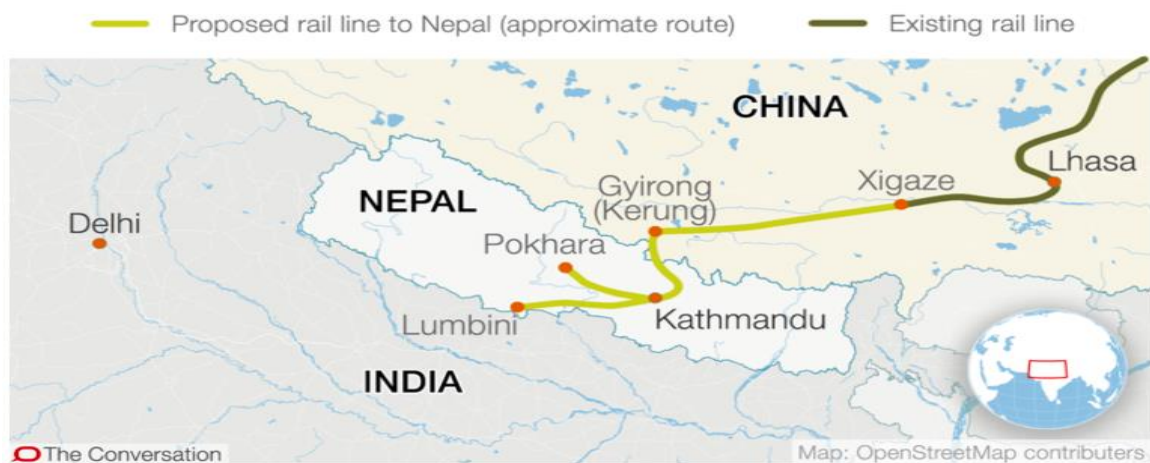 Proposed rail line to Nepal (approximate route)
Existing rail line
CHINA
Lhasa
Xigaze
Gyirong
(Kerung)
NEPAL
Delhi
Pokhara
Lumbini
Kathmandu
INDIA
The Conversation
Map: OpenStreetMap contributers